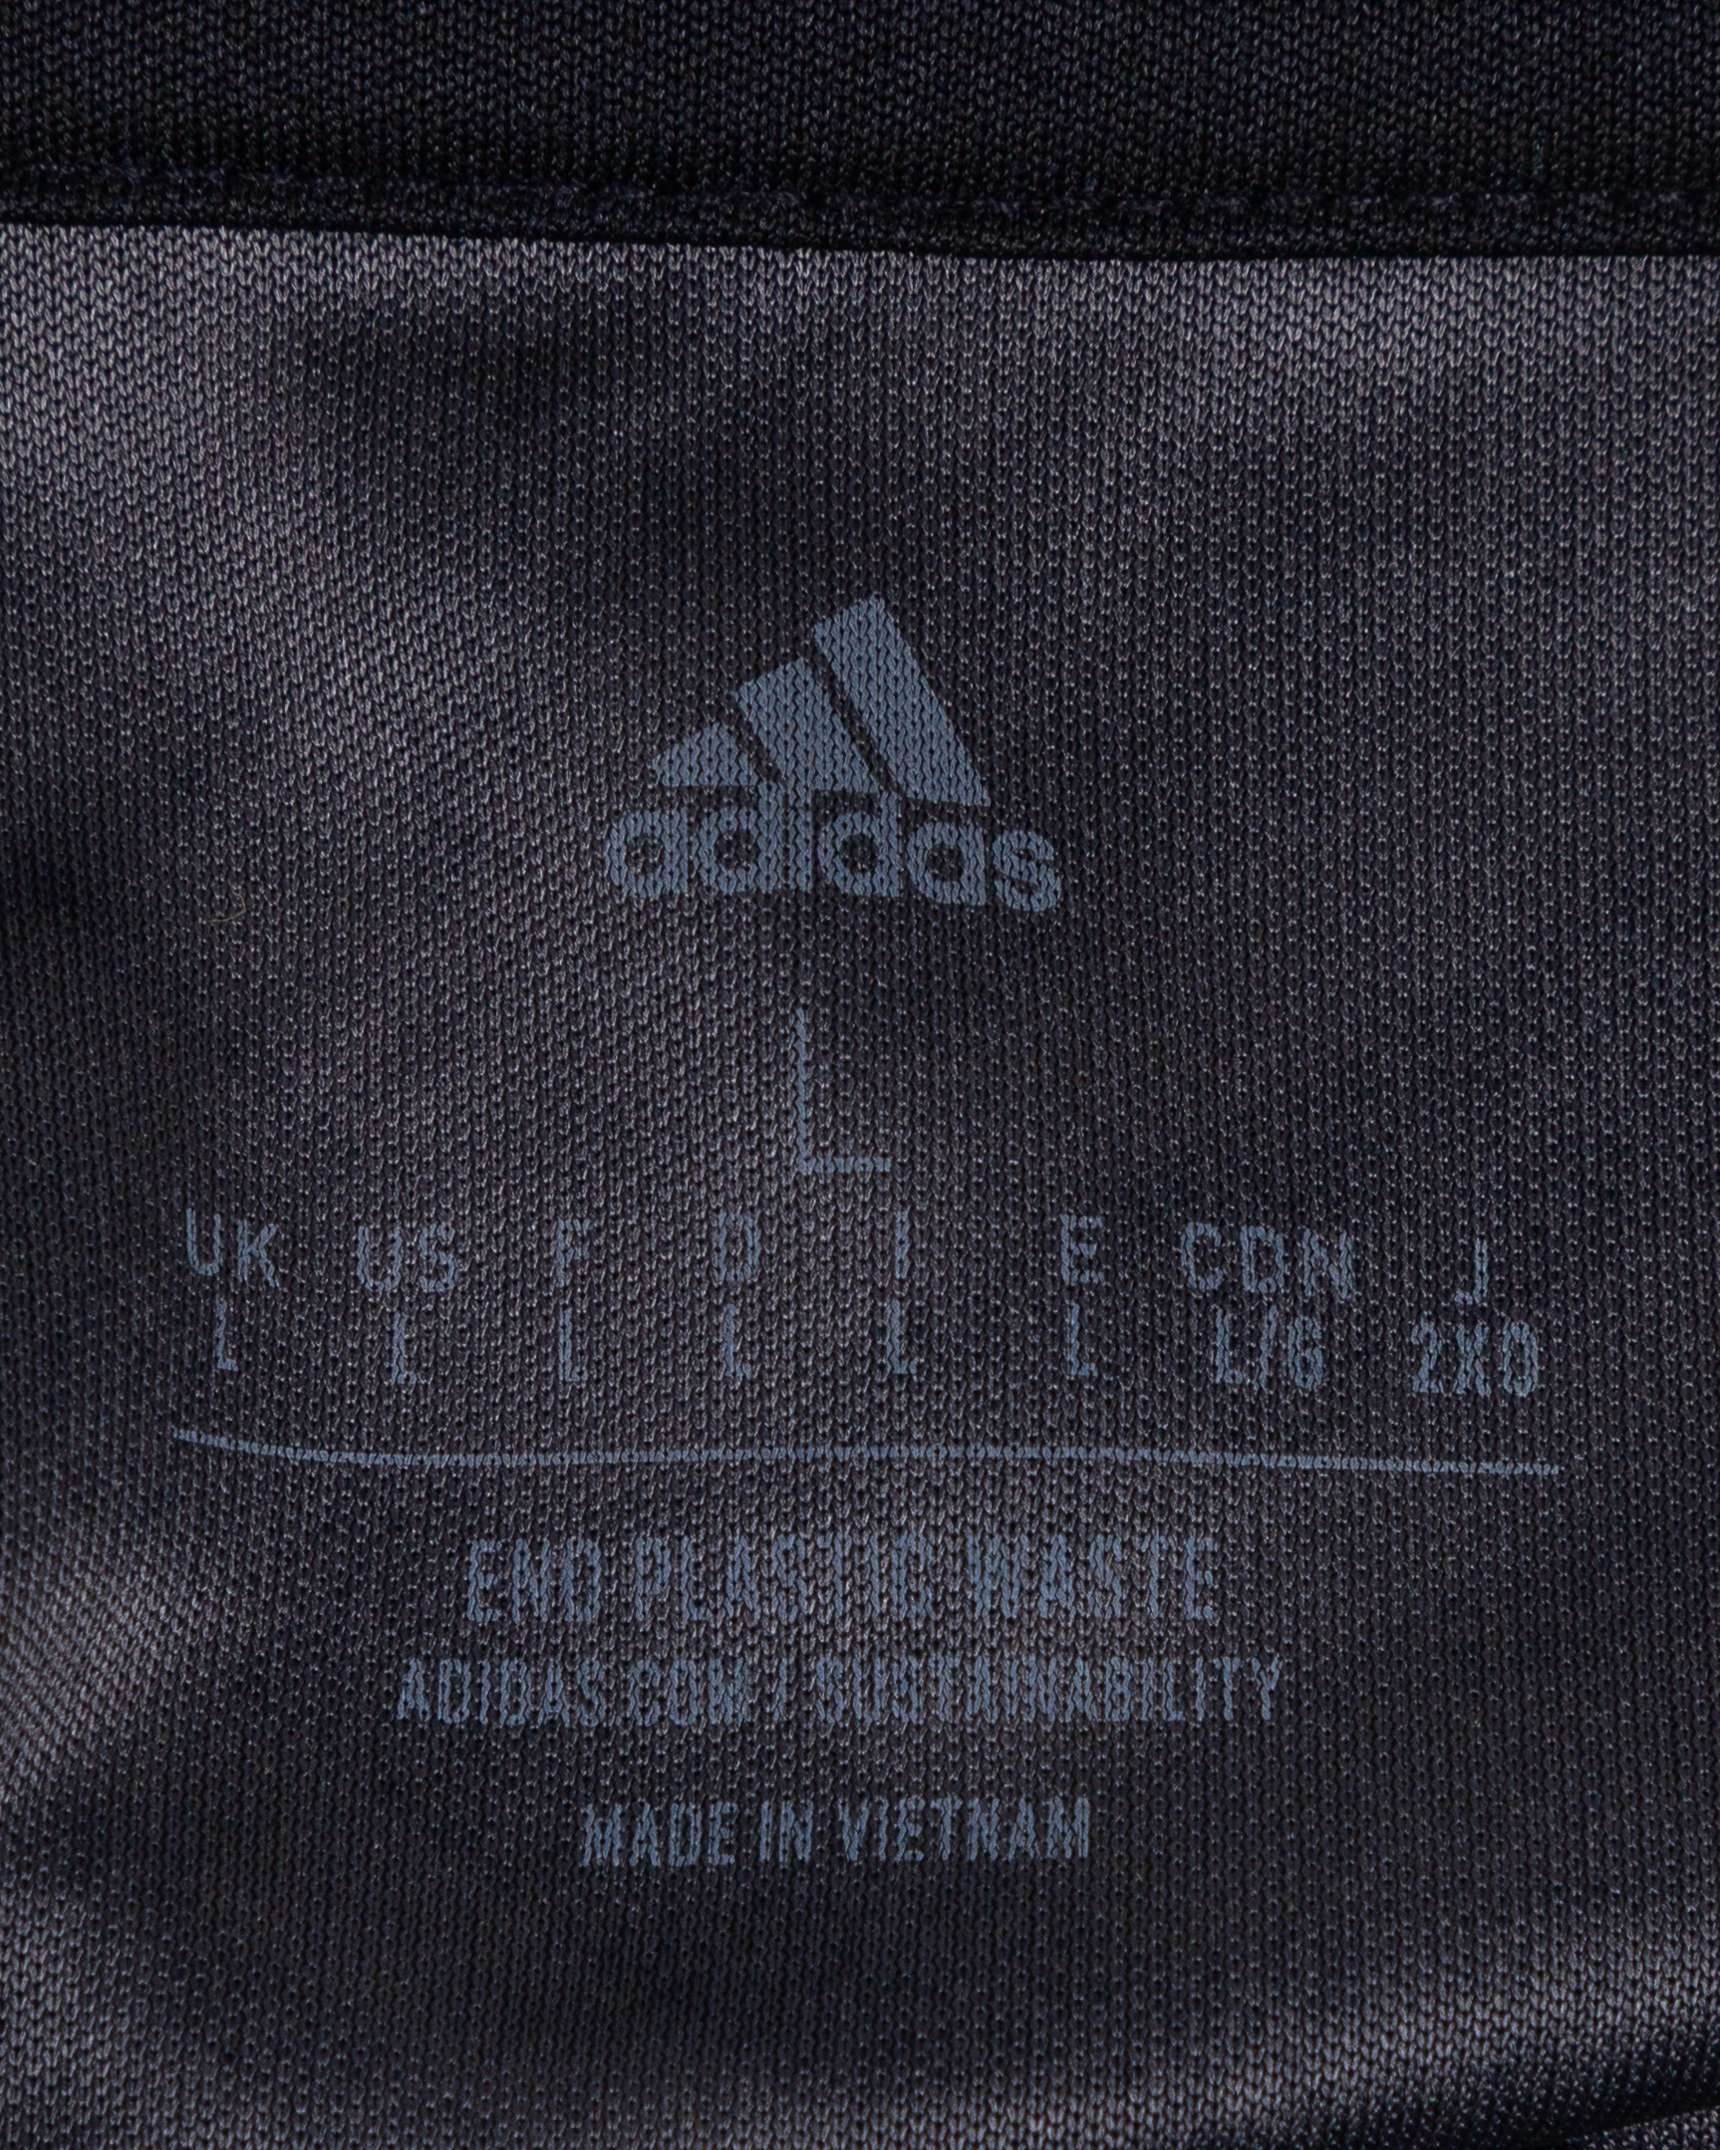 adidas
L
UK US F D I E CDN J
L L L L L L L/G 2XO
END PLASTIC WASTE
ADIDAS.COM / SUSTAINABILITY
MADE IN VIETNAM